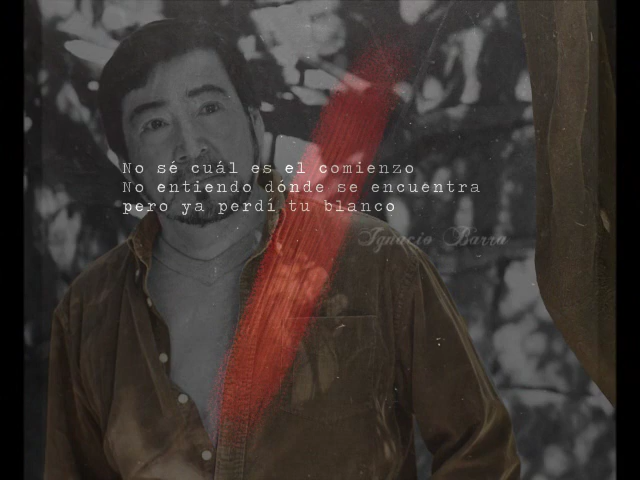 No sé cuál es el comienzo
No entiendo dónde se encuentra
pero ya perdí tu blanco
Ignacio Barra